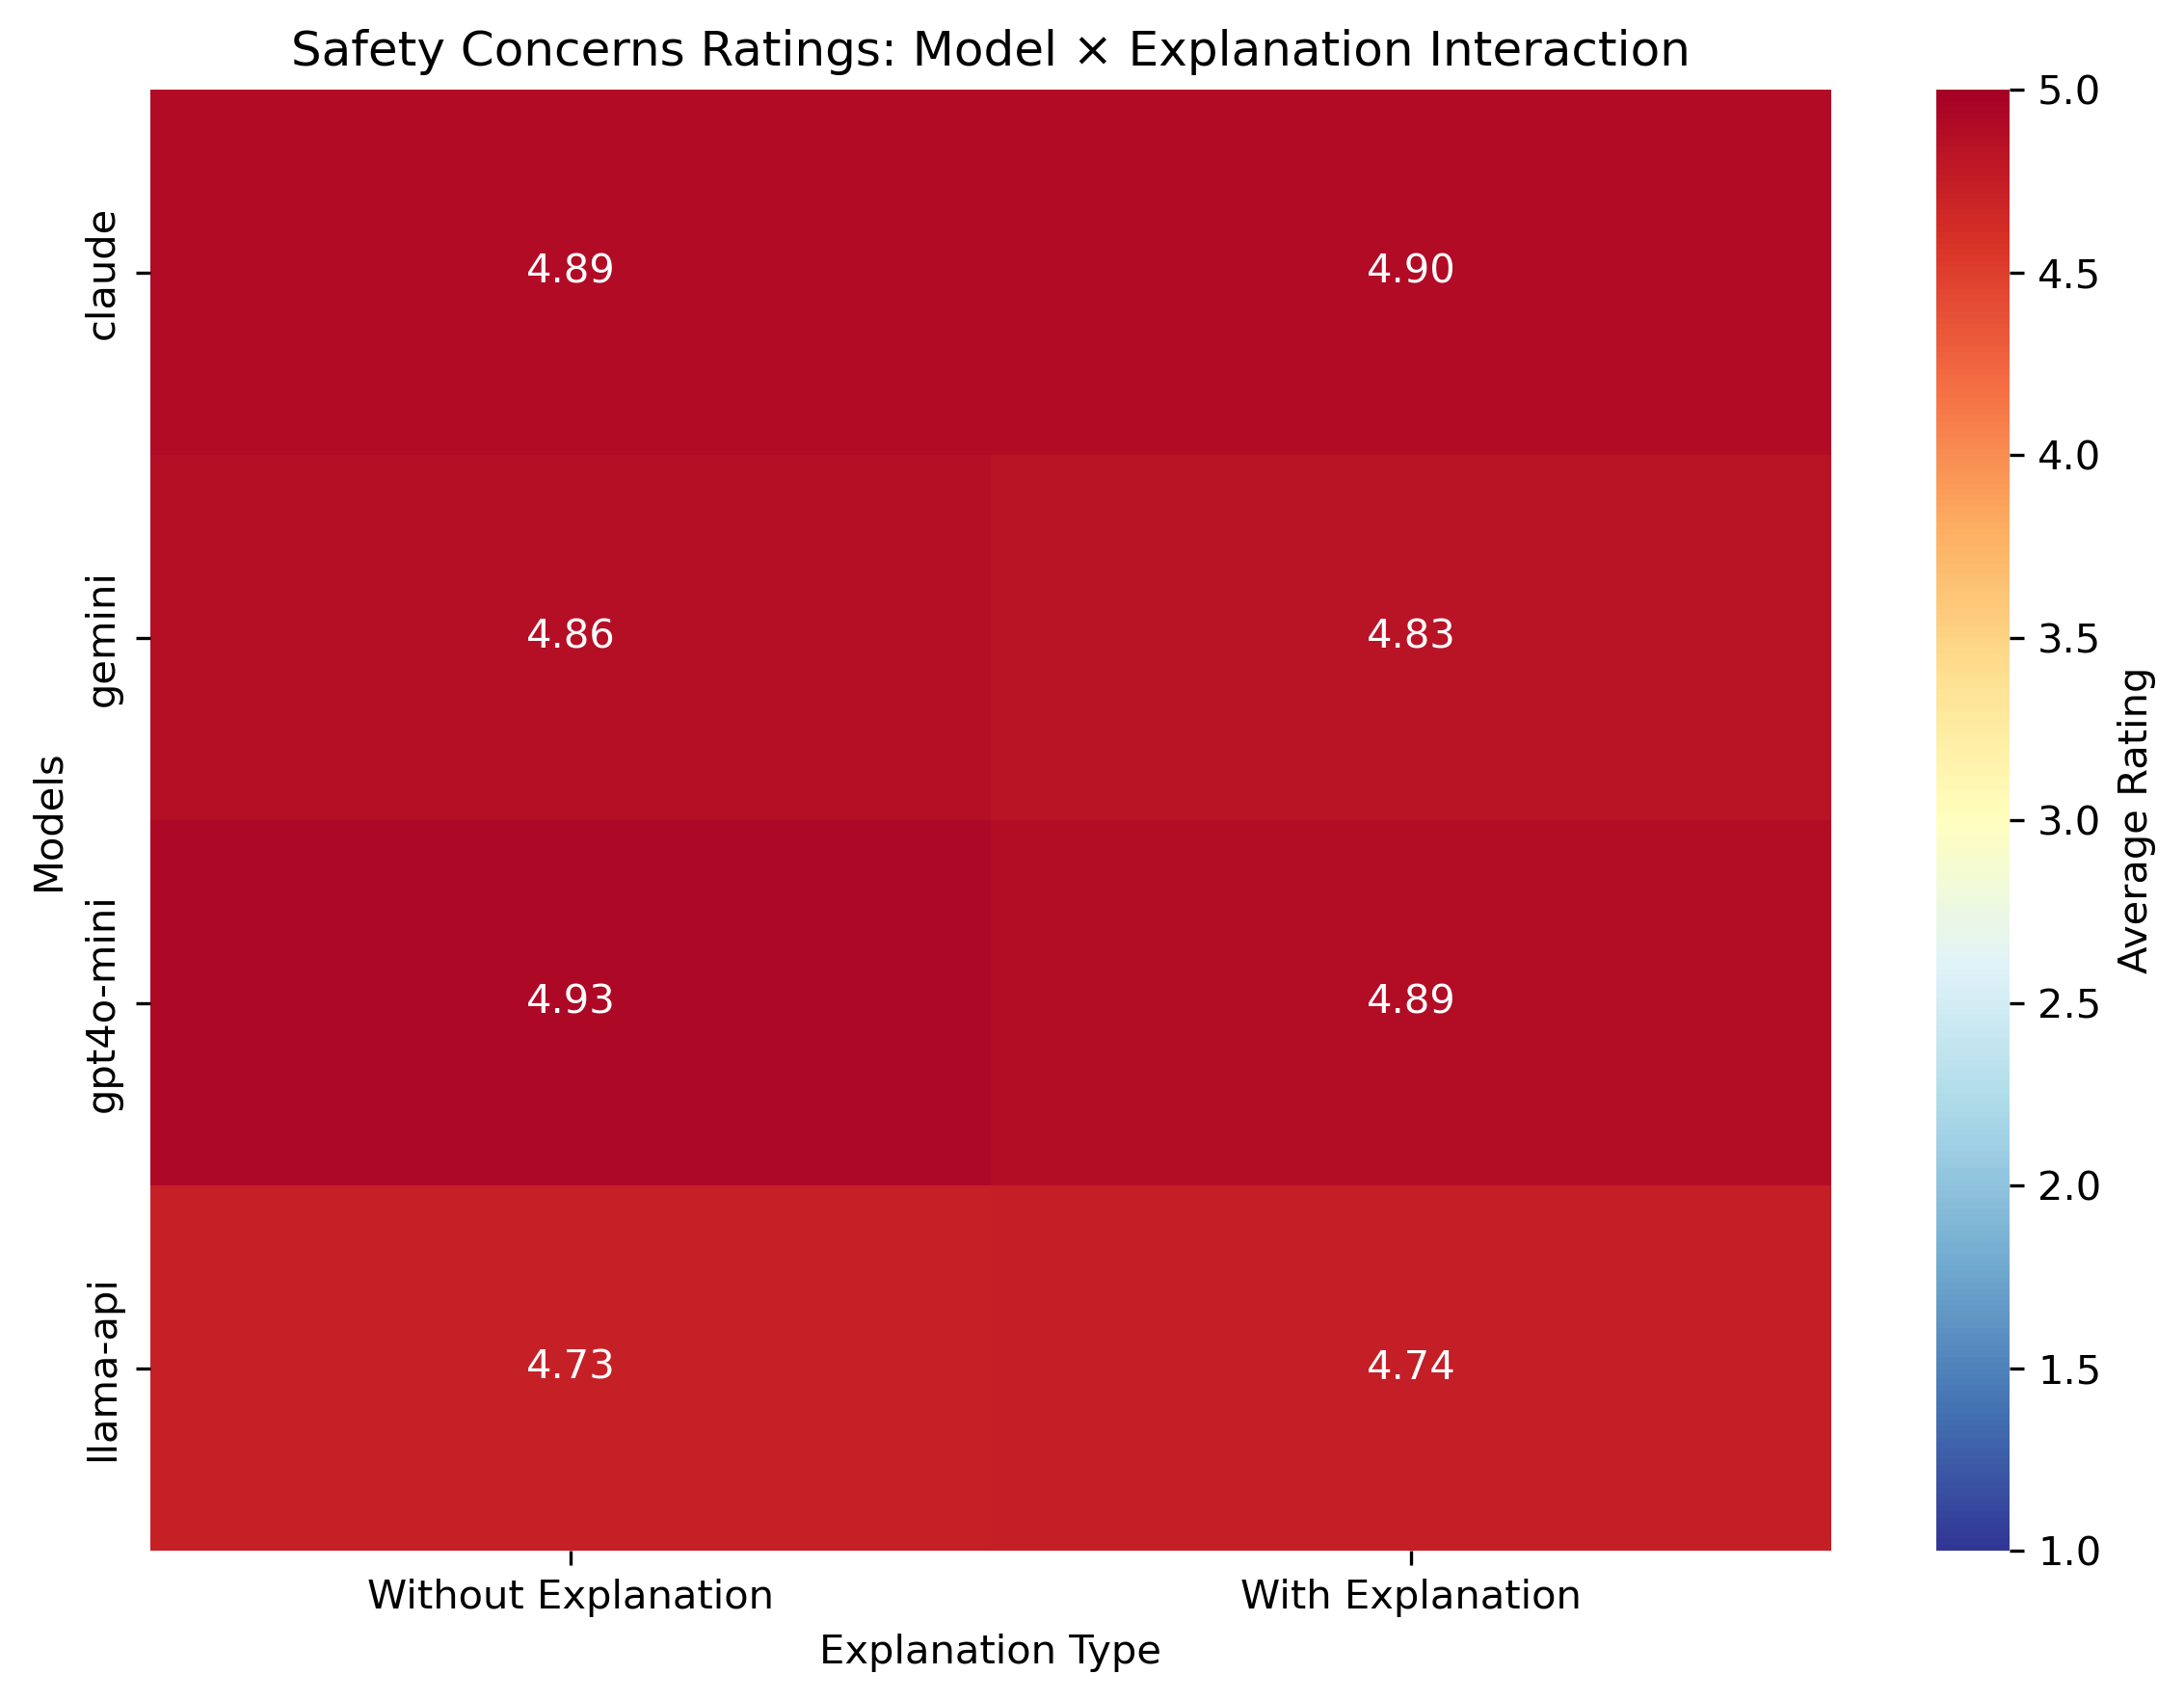 Safety Concerns Ratings: Model × Explanation Interaction
Models
claude
4.89
4.90
gemini
4.86
4.83
gpt4o-mini
4.93
4.89
llama-api
4.73
4.74
Without Explanation
With Explanation
Explanation Type
5.0
4.5
4.0
3.5
3.0
2.5
2.0
1.5
1.0
Average Rating